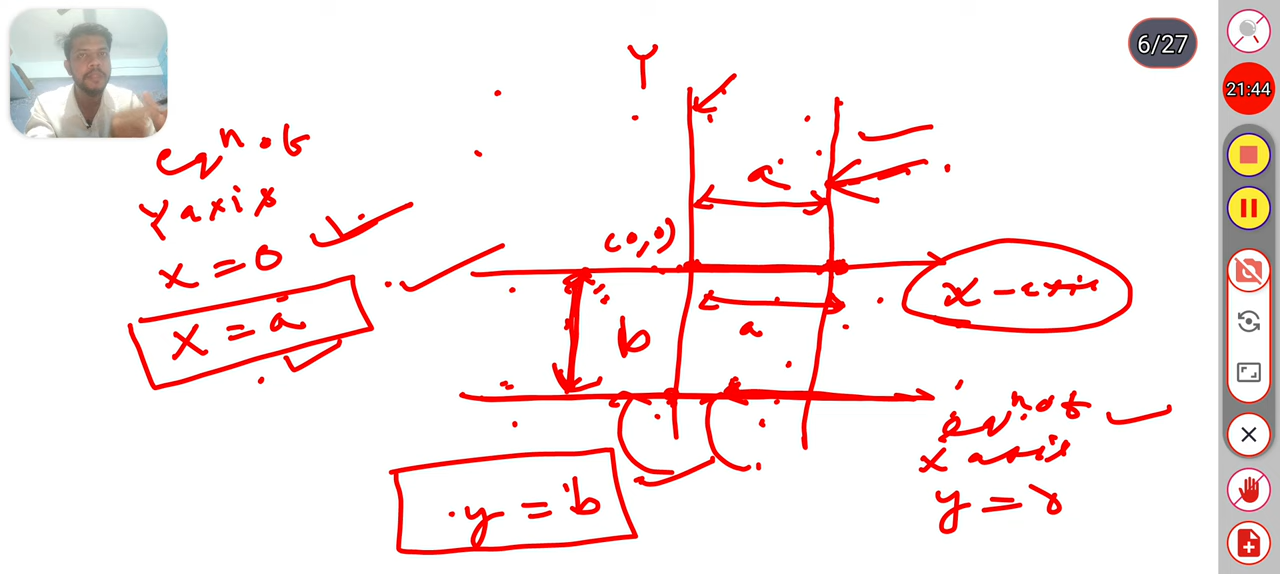 6/27
21:44
Y
eqⁿ of
Y axis
x = 0
x = a
a
(0,0)
x-axis
a
b
eqⁿ of
x axis
y = 0
y = b